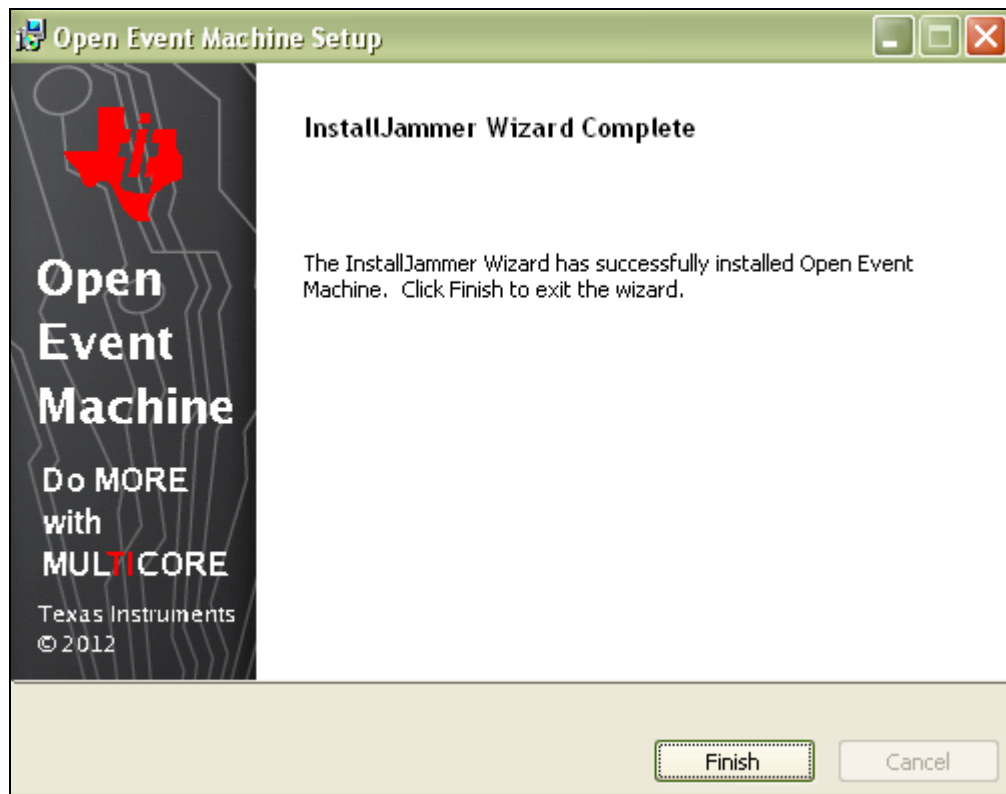 Open Event Machine Setup
InstallJammer Wizard Complete
The InstallJammer Wizard has successfully installed Open Event
Machine.  Click Finish to exit the wizard.
ti
Open
Event
Machine
Do MORE
with
MULTICORE
Texas Instruments
© 2012
Finish
Cancel